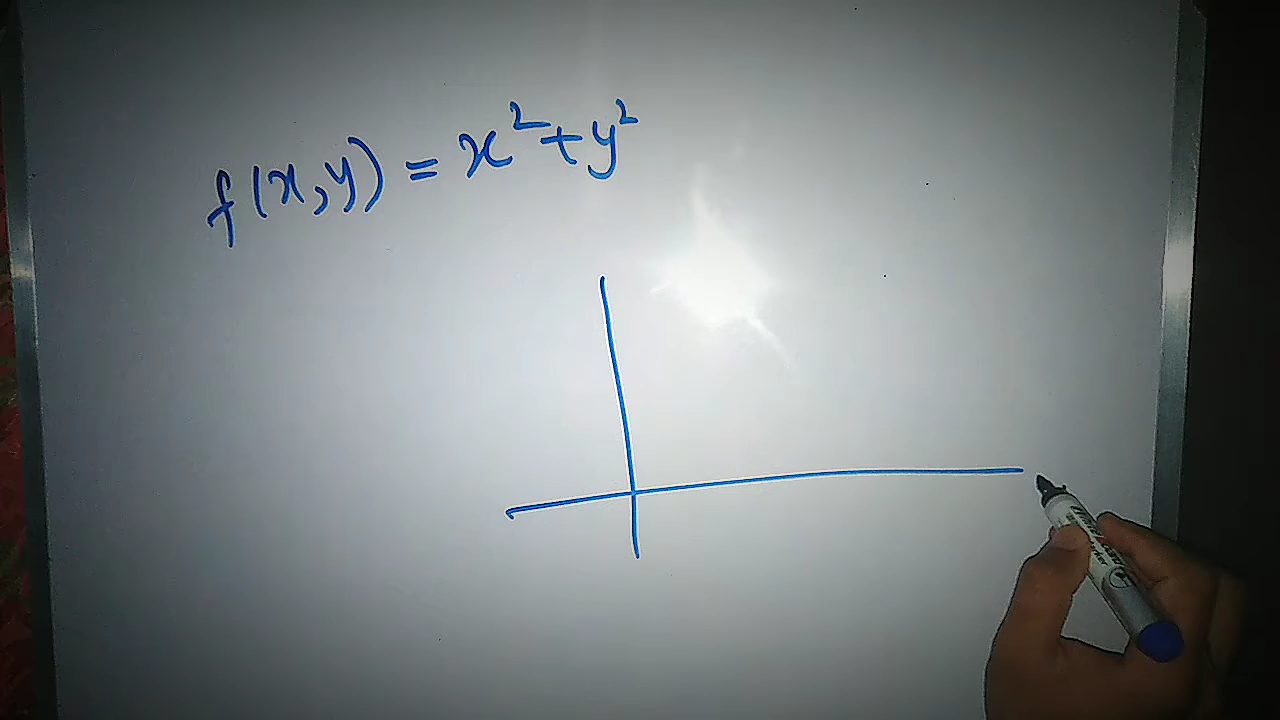 f(x,y) = x²+y²